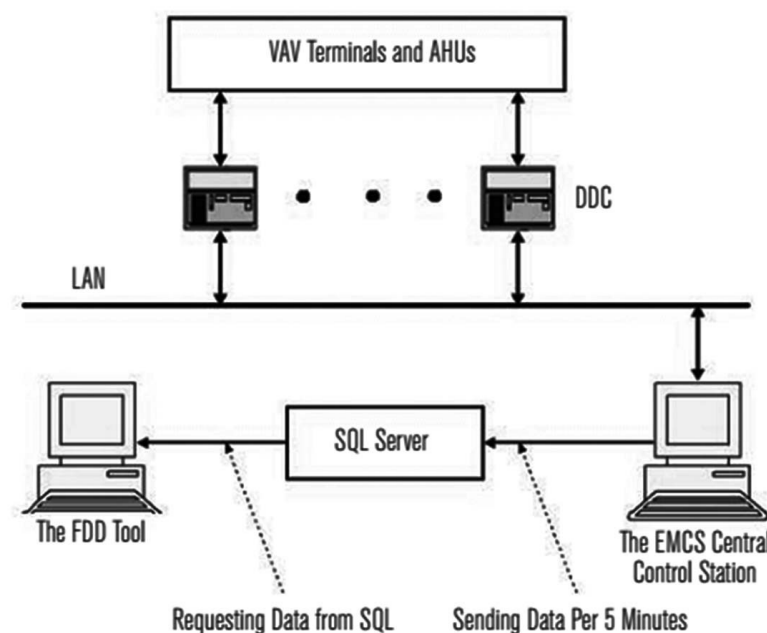 VAV Terminals and AHUs
DDC
LAN
SQL Server
The FDD Tool
The EMCS Central
Control Station
Requesting Data from SQL
Sending Data Per 5 Minutes